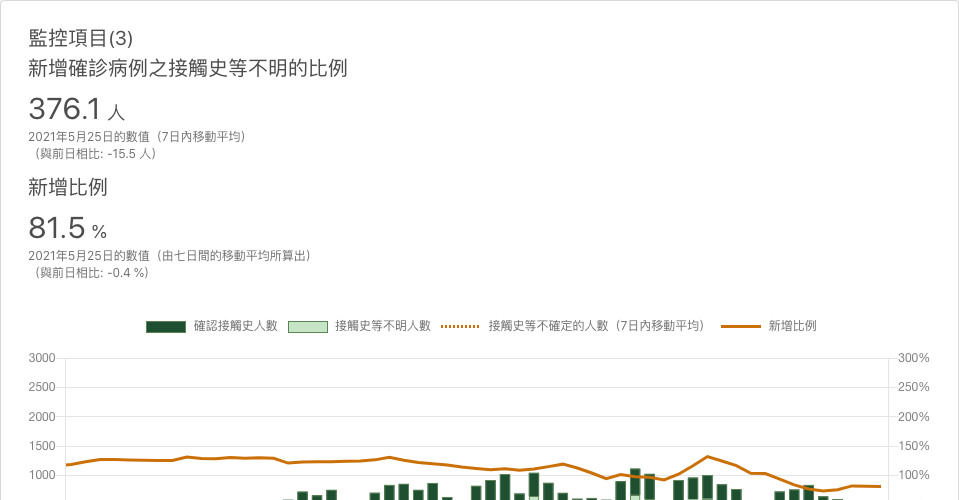 監控項目(3)
新增確診病例之接觸史等不明的比例
376.1 人
2021年5月25日的數值（7日內移動平均）
（與前日相比: -15.5 人）
新增比例
81.5 %
2021年5月25日的數值（由七日間的移動平均所算出）
（與前日相比: -0.4 %）
確認接觸史人數 接觸史等不明人數 接觸史等不確定的人數（7日內移動平均） 新增比例
3000 300%
2500 250%
2000 200%
1500 150%
1000 100%